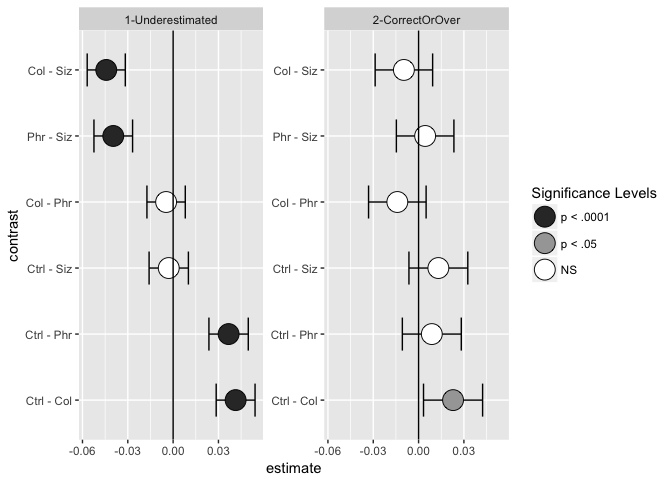 1-Underestimated
2-CorrectOrOver
contrast
Col - Siz
Phr - Siz
Col - Phr
Ctrl - Siz
Ctrl - Phr
Ctrl - Col
Col - Siz
Phr - Siz
Col - Phr
Ctrl - Siz
Ctrl - Phr
Ctrl - Col
-0.06 -0.03 0.00 0.03
-0.06 -0.03 0.00 0.03
estimate
Significance Levels
p < .0001
p < .05
NS